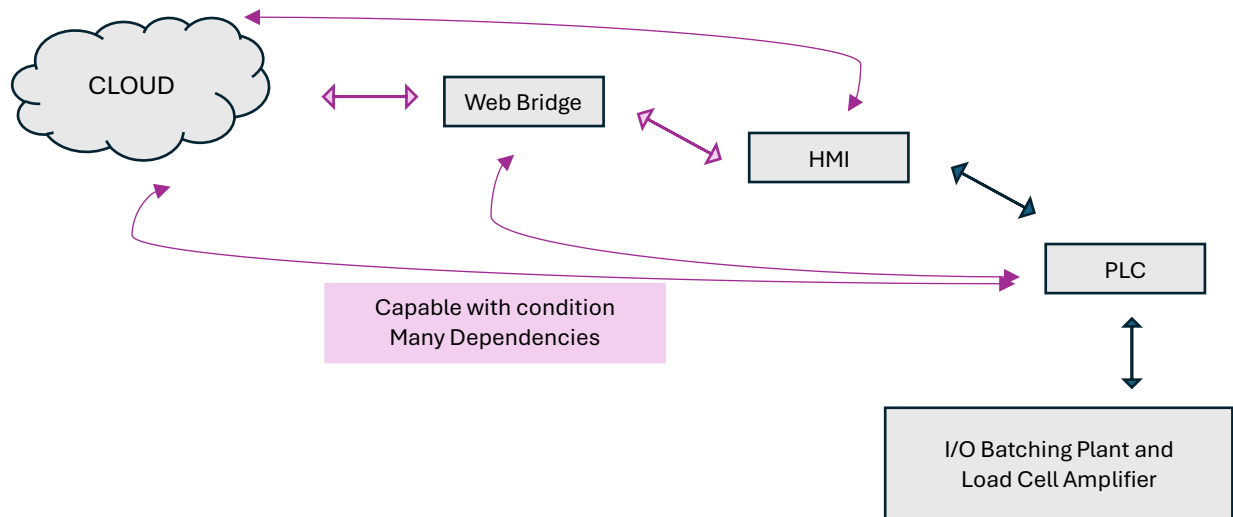 CLOUD
Web Bridge
HMI
PLC
Capable with condition
Many Dependencies
I/O Batching Plant and
Load Cell Amplifier